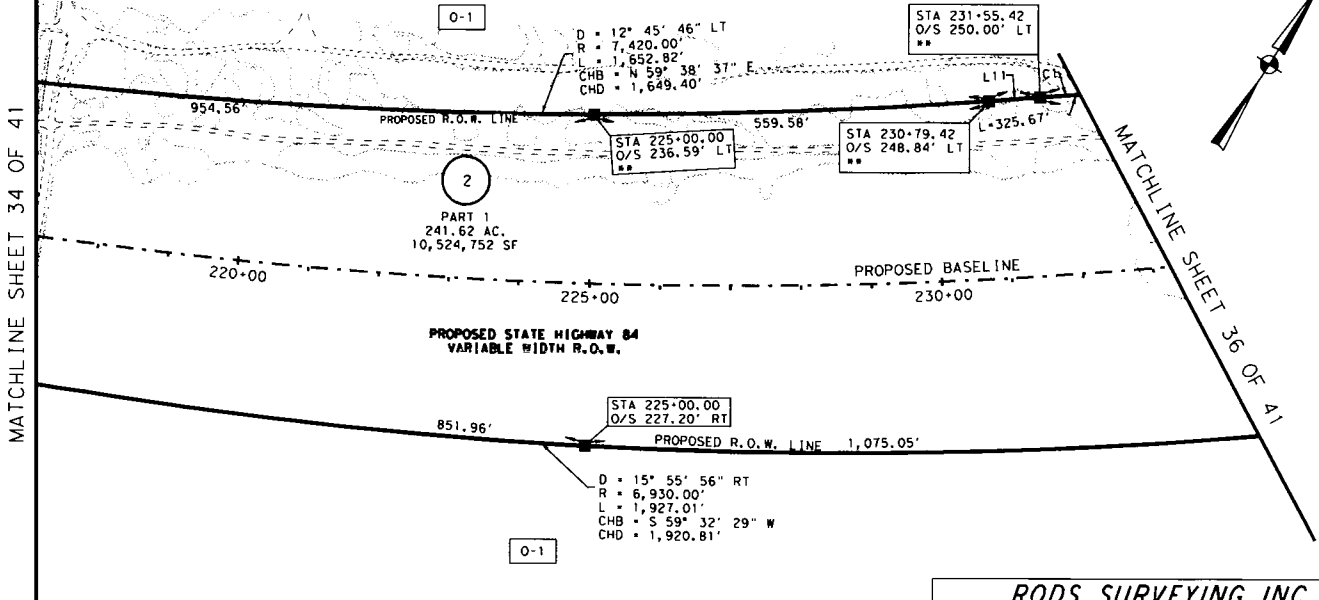 O-1
STA 231+55.42
O/S 250.00' LT
**
D = 12° 45' 46" LT
R = 7,420.00'
L = 1,652.82'
CHB = N 59° 38' 37" E
CHD = 1,649.40'
L11
C1
954.56'
PROPOSED R.O.W. LINE
559.58'
L=325.67'
STA 225+00.00
O/S 236.59' LT
**
STA 230+79.42
O/S 248.84' LT
**
MATCHLINE SHEET 34 OF 41
MATCHLINE SHEET 36 OF 41
2
PART 1
241.62 AC.
10,524,752 SF
220+00
225+00
PROPOSED BASELINE
230+00
PROPOSED STATE HIGHWAY 84
VARIABLE WIDTH R.O.W.
STA 225+00.00
O/S 227.20' RT
851.96'
PROPOSED R.O.W. LINE
1,075.05'
D = 15° 55' 56" RT
R = 6,930.00'
L = 1,927.01'
CHB = S 59° 32' 29" W
CHD = 1,920.81'
O-1
RODS SURVEYING INC